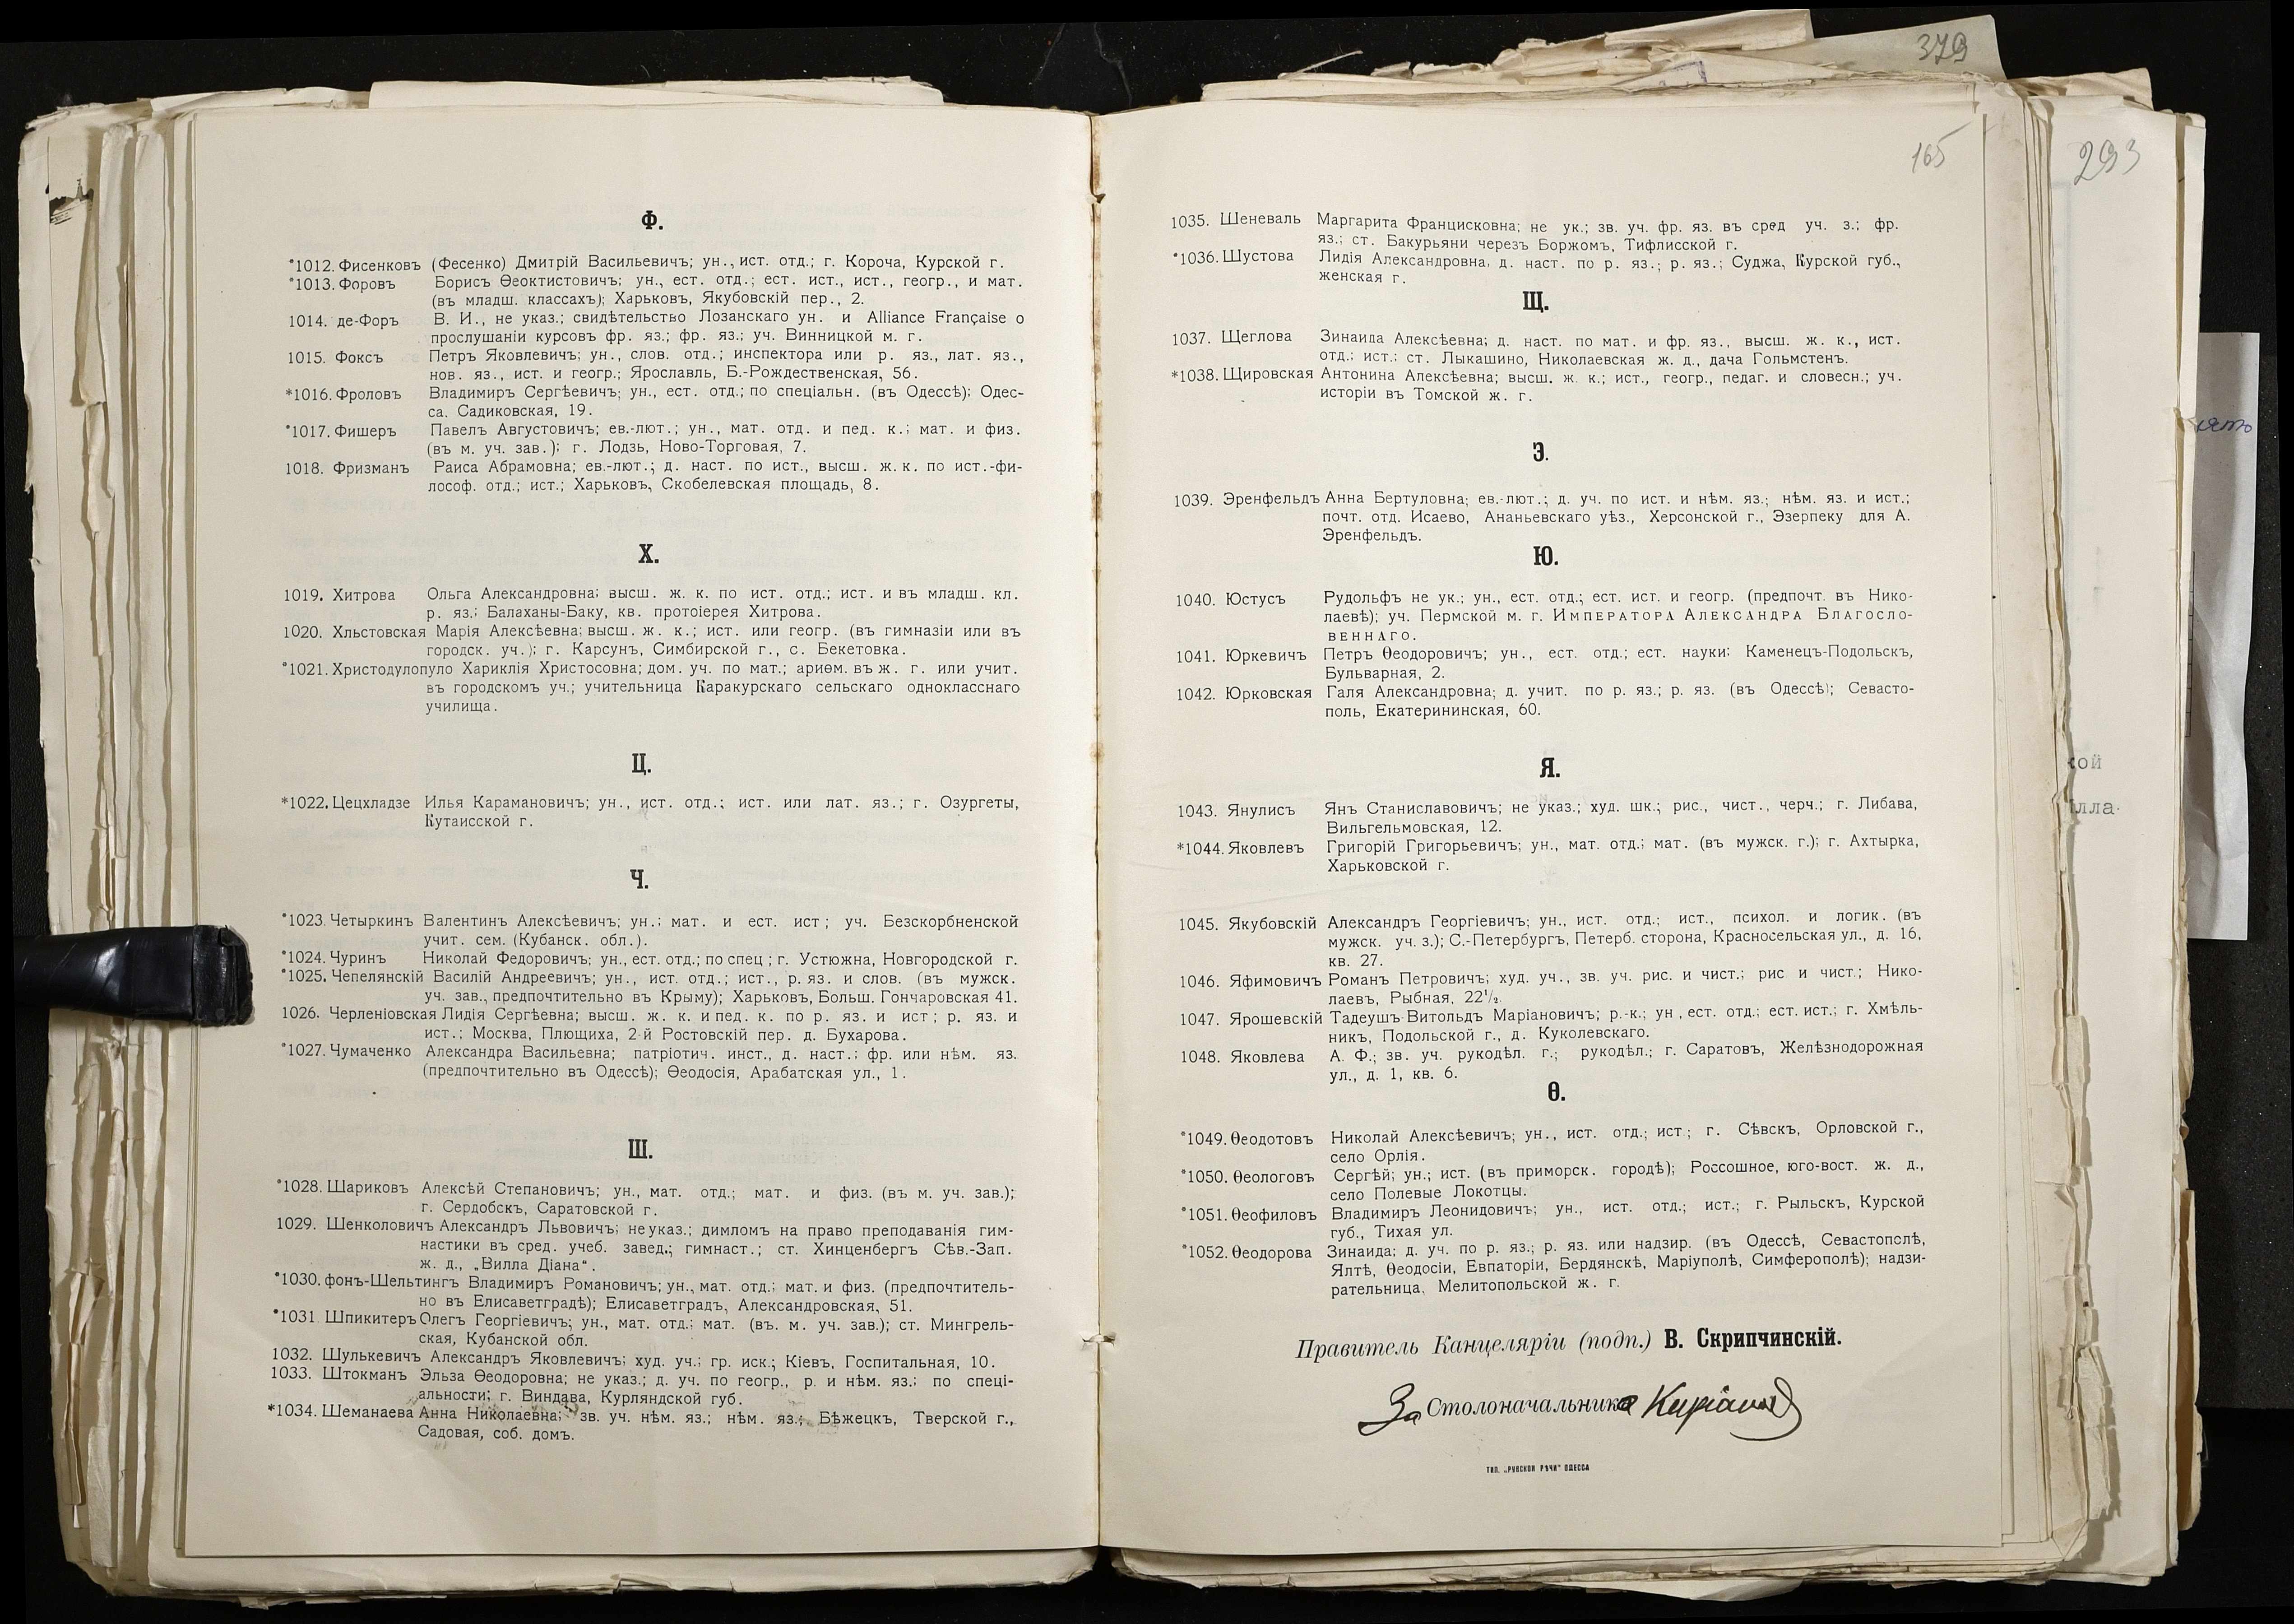 Ф.
*1012. Фисенковъ (Фесенко) Дмитрій Васильевичъ; ун., ист. отд.; г. Короча, Курской г.
*1013. Форовъ Борисъ Ѳеоктистовичъ; ун., ест. отд.; ест. ист., ист., геогр., и мат.
(въ младш. классахъ); Харьковъ, Якубовскій пер., 2.
1014. де-Форъ В. И., не указ.; свидѣтельство Лозанскаго ун. и Alliance Française о
прослушаніи курсовъ фр. яз.; фр. яз.; уч. Винницкой м. г.
1015. Фоксъ Петръ Яковлевичъ; ун., слов. отд.; инспектора или р. яз., лат. яз.,
нов. яз., ист. и геогр.; Ярославль, Б.-Рождественская, 56.
*1016. Фроловъ Владимиръ Сергѣевичъ; ун., ест. отд.; по спеціальн. (въ Одессѣ); Одес-
са. Садиковская, 19.
*1017. Фишеръ Павелъ Августовичъ; ев.-лют.; ун., мат. отд. и пед. к.; мат. и физ.
(въ м. уч. зав.); г. Лодзь, Ново-Торговая, 7.
1018. Фризманъ Раиса Абрамовна; ев.-лют.; д. наст. по ист., высш. ж. к. по ист.-фи-
лософ. отд.; ист.; Харьковъ, Скобелевская площадь, 8.
Х.
1019. Хитрова Ольга Александровна; высш. ж. к. по ист. отд.; ист. и въ младш. кл.
р. яз.; Балаханы-Баку, кв. протоіерея Хитрова.
1020. Хльстовская Марія Алексѣевна; высш. ж. к.; ист. или геогр. (въ гимназіи или въ
городск. уч.); г. Карсунъ, Симбирской г., с. Бекетовка.
*1021. Христодулопуло Хариклія Христосовна; дом. уч. по мат.; ариѳм. въ ж. г. или учит.
въ городскомъ уч.; учительница Каракурскаго сельскаго одноклаcснаго
училища.
Ц.
*1022. Цецхладзе Илья Караманович; ун., ист. отд.; ист. или лат. яз.; г. Озургеты,
Кутаисской г.
Ч.
*1023. Четыркинъ Валентинъ Алексѣевичъ; ун.; мат. и ест. ист; уч. Безскорбненской
учит. сем. (Кубанск. обл.).
*1024. Чуринъ Николай Федоровичъ; ун., ест. отд.; по спец; г. Устюжна, Новгородской г.
*1025. Чепелянскій Василій Андреевичъ; ун., ист. отд.; ист., р. яз. и слов. (въ мужск.
уч. зав., предпочтительно въ Крыму); Харьковъ, Больш. Гончаровская 41.
1026. Черленіовская Лидія Сергѣевна; высш. ж. к. и пед. к. по р. яз. и ист; р. яз. и
ист.; Москва, Плющиха, 2-й Ростовскій пер. д. Бухарова.
*1027. Чумаченко Александра Васильевна; патріотич. инст., д. наст.; фр. или нѣм. яз.
(предпочтительно въ Одессѣ); Ѳеодосія, Арабатская ул., 1.
Ш.
*1028. Шариковъ Алексѣй Степановичъ; ун., мат. отд.; мат. и физ. (въ м. уч. зав.);
г. Сердобскъ, Саратовской г.
1029. Шенколовичъ Александръ Львовичъ; не указ.; димломъ на право преподаванія гим-
настики въ сред. учеб. завед.; гимнаст.; ст. Хинценбергъ Сѣв.-Зап.
ж. д., „Вилла Діана“.
*1030. фонъ-Шельтингъ Владимиръ Романовичъ; ун., мат. отд.; мат. и физ. (предпочтитель-
но въ Елисаветградѣ); Елисаветградъ, Александровская, 51.
*1031. Шпикитеръ Олегъ Георгіевичъ; ун., мат. отд.; мат. (въ. м. уч. зав.); ст. Мингрель-
ская, Кубанской обл.
1032. Шулькевичъ Александръ Яковлевичъ; худ. уч.; гр. иск.; Кіевъ, Госпитальная, 10.
1033. Штокманъ Эльза Ѳеодоровна; не указ.; д. уч. по геогр., р. и нѣм. яз.; по спеці-
альности; г. Виндава, Курляндской губ.
*1034. Шеманаева Анна Николаевна; зв. уч. нѣм. яз.; нѣм. яз.; Бѣжецкъ, Тверской г.,
Садовая, соб. домъ.
379
165
293
1035. Шеневаль Маргарита Францисковна; не ук.; зв. уч. фр. яз. въ сред уч. з.; фр.
яз.; ст. Бакурьяни черезъ Боржомъ, Тифлисской г.
*1036. Шустова Лидія Александровна, д. наст. по р. яз.; р. яз.; Суджа, Курской губ.,
женская г.
Щ.
1037. Щеглова Зинаида Алексѣевна; д. наст. по мат. и фр. яз., высш. ж. к., ист.
отд.; ист.; ст. Лыкашино, Николаевская ж. д., дача Гольмстенъ.
*1038. Щировская Антонина Алексѣевна; высш. ж. к.; ист., геогр., педаг. и словесн.; уч.
исторіи въ Томской ж. г.
Э.
1039. Эренфельдъ Анна Бертуловна; ев.-лют.; д. уч. по ист. и нѣм. яз.; нѣм. яз. и ист.;
почт. отд. Исаево, Ананьевскаго уѣз., Херсонской г., Эзерпеку для А.
Эренфельдъ.
Ю.
1040. Юстусъ Рудольфъ не ук.; ун., ест. отд.; ест. ист. и геогр. (предпочт. въ Нико-
лаевѣ); уч. Пермской м. г. Императора Александра Благосло-
веннаго.
1041. Юркевичъ Петръ Ѳеодоровичъ; ун., ест. отд.; ест. науки; Каменецъ-Подольскъ,
Бульварная, 2.
1042. Юрковская Галя Александровна; д. учит. по р. яз.; р. яз. (въ Одессѣ); Севасто-
поль, Екатерининская, 60.
Я.
1043. Янулисъ Янъ Станиславовичъ; не указ.; худ. шк.; рис., чист., черч.; г. Либава,
Вильгельмовская, 12.
*1044. Яковлевъ Григорій Григорьевичъ; ун., мат. отд.; мат. (въ мужск. г.); г. Ахтырка,
Харьковской г.
1045. Якубовскій Александръ Георгіевичъ; ун., ист. отд.; ист., психол. и логик. (въ
мужск. уч. з.); С.-Петербургъ, Петерб. сторона, Красносельская ул., д. 16,
кв. 27.
1046. Яфимовичъ Романъ Петровичъ; худ. уч., зв. уч. рис. и чист.; рис и чист.; Нико-
лаевъ, Рыбная, 22¹/₂.
1047. Ярошевскій Тадеушъ-Витольдъ Маріановичъ; р.-к.; ун, ест. отд.; ест. ист.; г. Хмѣль-
никъ, Подольской г., д. Куколевскаго.
1048. Яковлева А. Ф.; зв. уч. рукодѣл. г.; рукодѣл.; г. Саратовъ, Желѣзнодорожная
ул., д. 1, кв. 6.
Ѳ.
*1049. Ѳеодотовъ Николай Алексѣевичъ; ун., ист. отд.; ист; г. Сѣвскъ, Орловской г.,
село Орлія.
*1050. Ѳеологовъ Сергѣй; ун.; ист. (въ приморск. городѣ); Россошное, юго-вост. ж. д.,
село Полевые Локотцы.
*1051. Ѳеофиловъ Владимиръ Леонидовичъ; ун., ист. отд.; ист.; г. Рыльскъ, Курской
губ., Тихая ул.
*1052. Ѳеодорова Зинаида; д. уч. по р. яз.; р. яз. или надзир. (въ Одессѣ, Севастополѣ,
Ялтѣ, Ѳеодосіи, Евпаторіи, Бердянскѣ, Маріуполѣ, Симферополѣ); надзи-
рательница, Мелитопольской ж. г.
Правитель Канцеляріи (подп.) В. Скрипчинскій.
За Столоначальника
тип. „Русской Рѣчи“ Одесса
кой
лла-